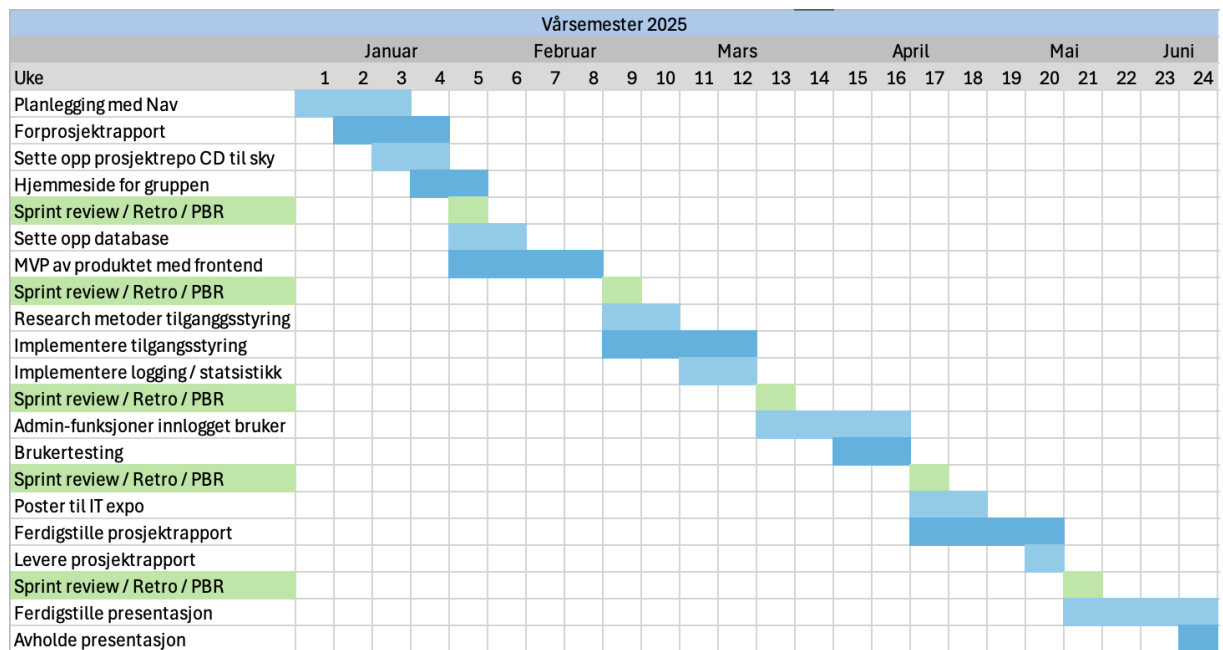 Vårsemester 2025
Januar Februar Mars April Mai Juni
Uke 1 2 3 4 5 6 7 8 9 10 11 12 13 14 15 16 17 18 19 20 21 22 23 24
Planlegging med Nav
Forprosjektrapport
Sette opp prosjektrepo CD til sky
Hjemmeside for gruppen
Sprint review / Retro / PBR
Sette opp database
MVP av produktet med frontend
Sprint review / Retro / PBR
Research metoder tilganggsstyring
Implementere tilgangsstyring
Implementere logging / statsistikk
Sprint review / Retro / PBR
Admin-funksjoner innlogget bruker
Brukertesting
Sprint review / Retro / PBR
Poster til IT expo
Ferdigstille prosjektrapport
Levere prosjektrapport
Sprint review / Retro / PBR
Ferdigstille presentasjon
Avholde presentasjon